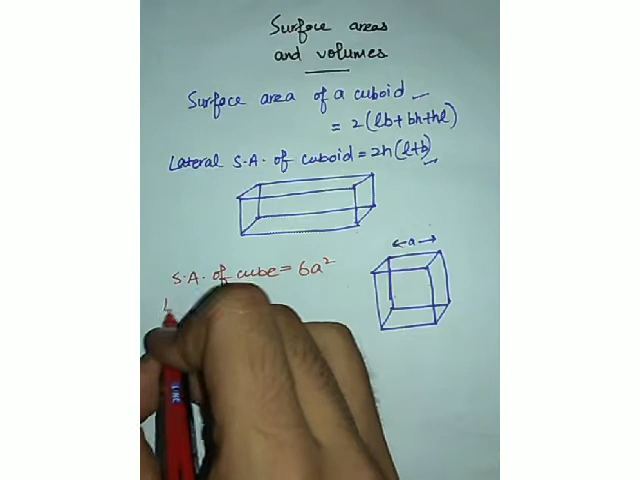 Surface areas
and volumes
Surface area of a cuboid
= 2(lb+bh+hl)
Lateral S.A. of cuboid = 2h(l+b)
a
S.A. of cube = 6a²
L
LINC